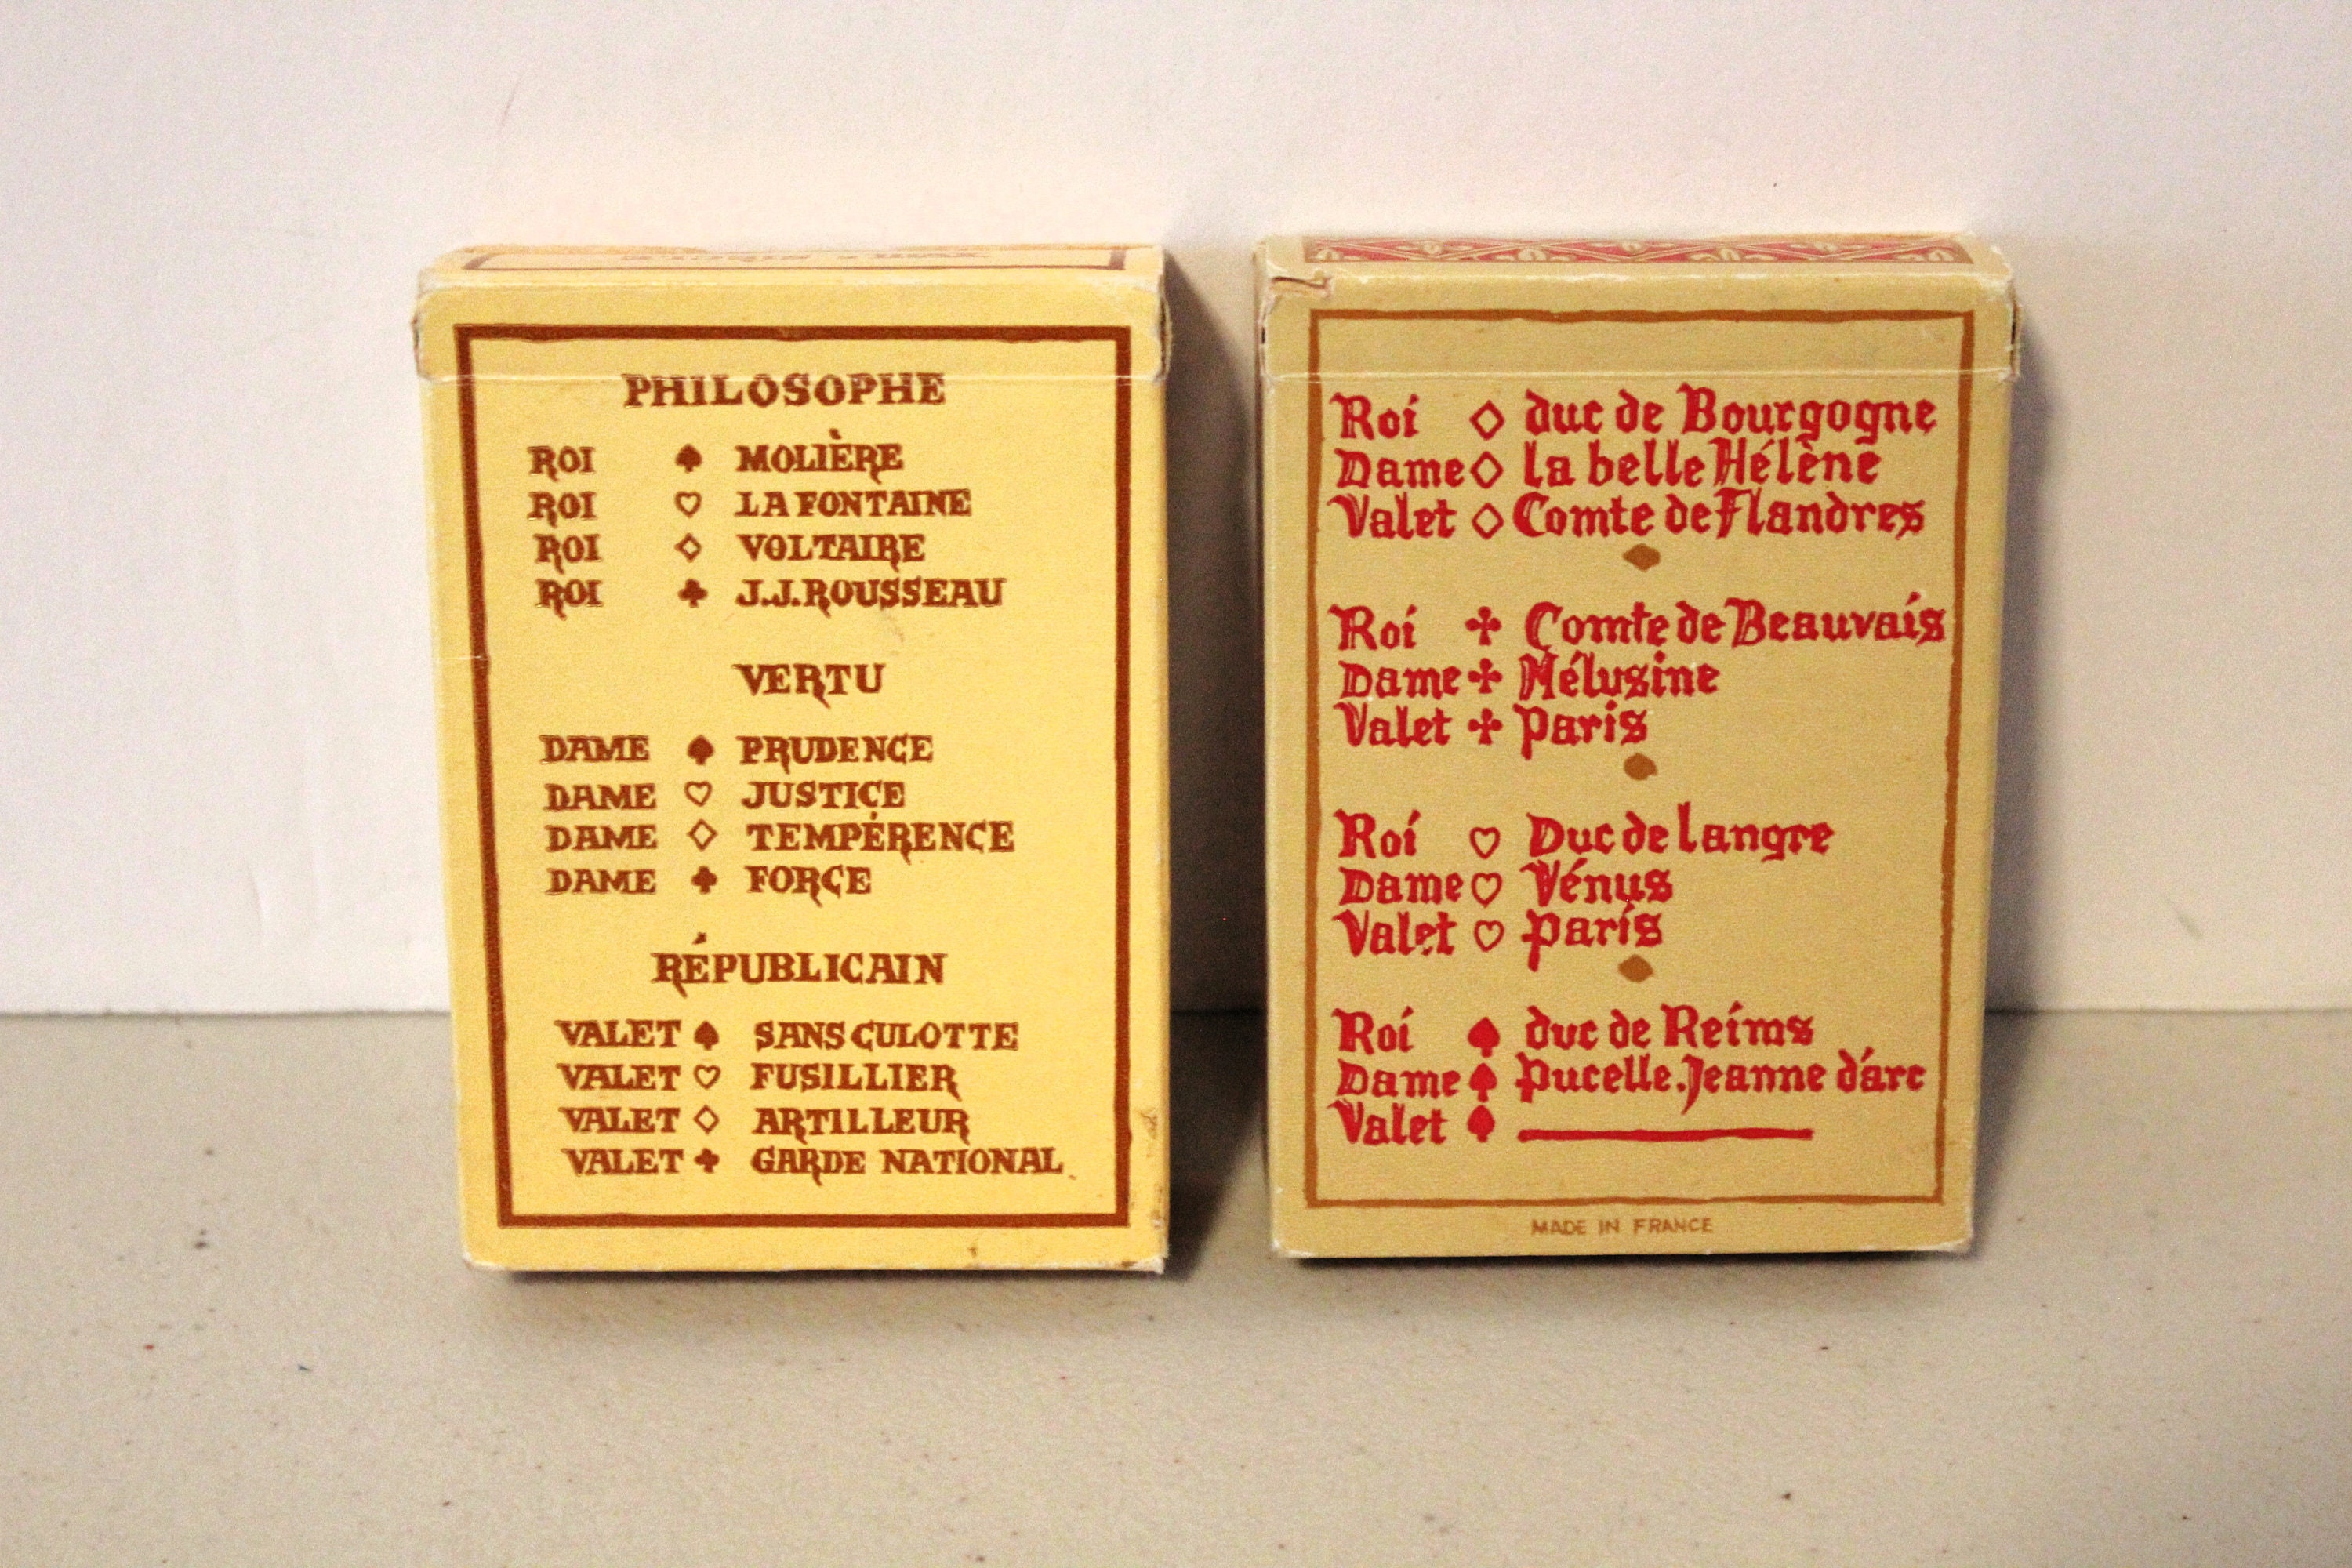 PHILOSOPHE
ROI ♠ MOLIÈRE
ROI ♡ LA FONTAINE
ROI ♢ VOLTAIRE
ROI ♣ J.J.ROUSSEAU
VERTU
DAME ♠ PRUDENCE
DAME ♡ JUSTICE
DAME ♢ TEMPÉRENCE
DAME ♣ FORCE
RÉPUBLICAIN
VALET ♠ SANS CULOTTE
VALET ♡ FUSILLIER
VALET ♢ ARTILLEUR
VALET ♣ GARDE NATIONAL
Roi ♢ duc de Bourgogne
Dame ♢ la belle Hélène
Valet ♢ Comte de Flandres
Roi ♣ Comte de Beauvais
Dame ♣ Mélusine
Valet ♣ Paris
Roi ♡ Duc de langre
Dame ♡ Vénus
Valet ♡ Paris
Roi ♠ duc de Reims
Dame ♠ Pucelle.Jeanne d'arc
Valet ♠
MADE IN FRANCE